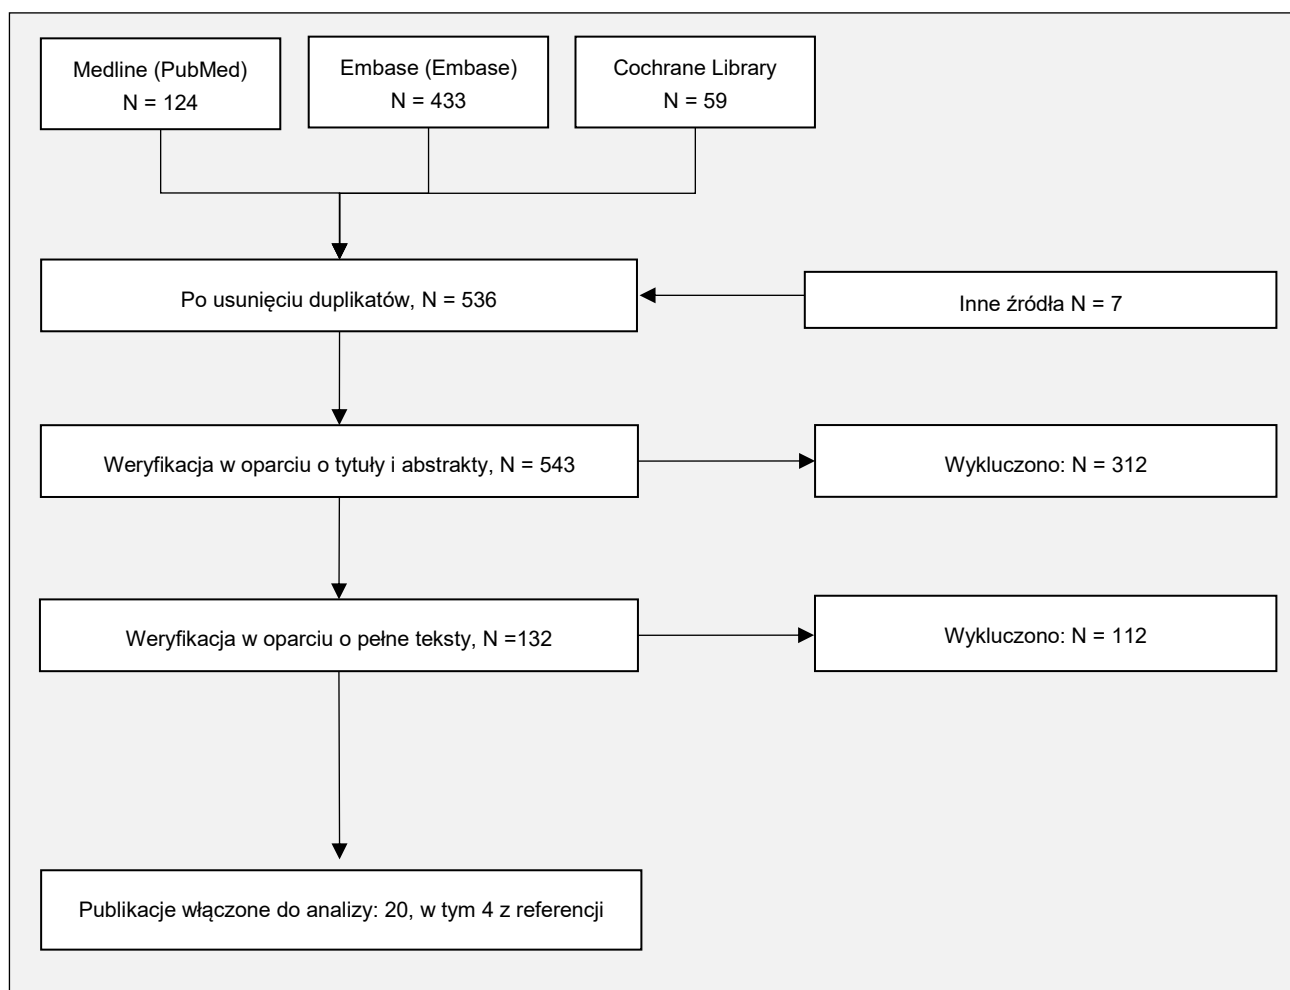 Medline (PubMed)
N = 124
Embase (Embase)
N = 433
Cochrane Library
N = 59
Po usunięciu duplikatów, N = 536
Inne źródła N = 7
Weryfikacja w oparciu o tytuły i abstrakty, N = 543
Wykluczono: N = 312
Weryfikacja w oparciu o pełne teksty, N =132
Wykluczono: N = 112
Publikacje włączone do analizy: 20, w tym 4 z referencji